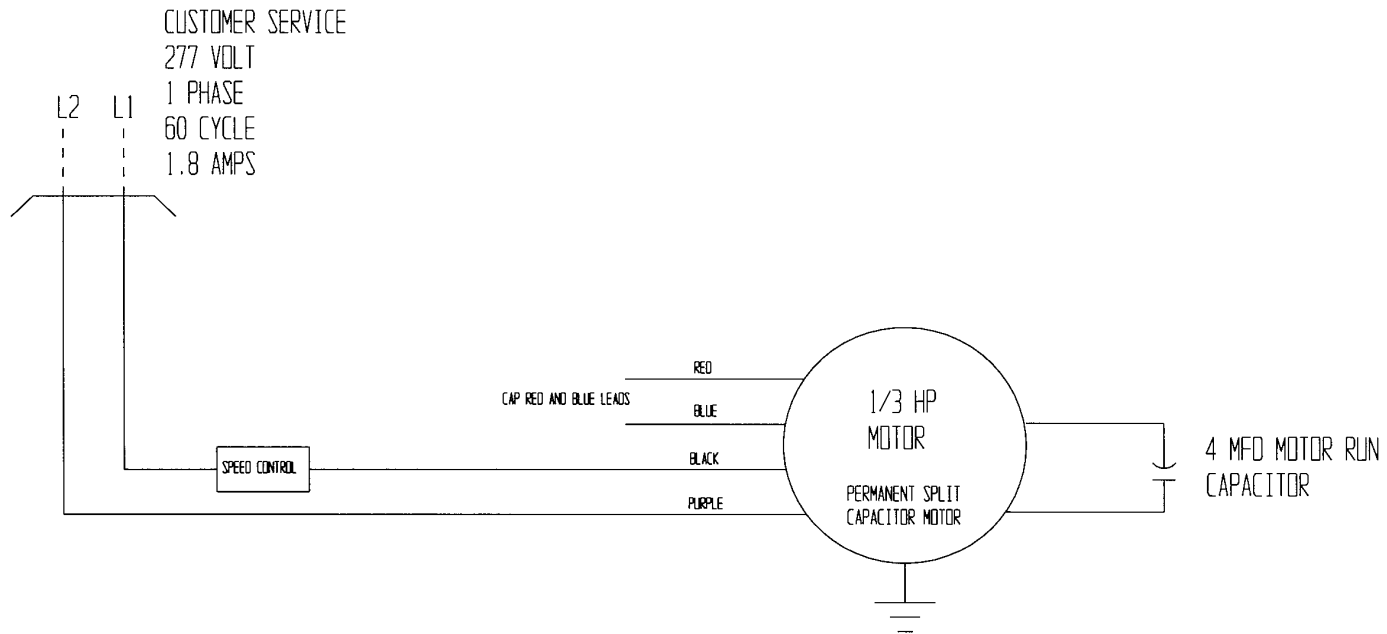 CUSTOMER SERVICE
277 VOLT
1 PHASE
60 CYCLE
1.8 AMPS
L2 L1
RED
CAP RED AND BLUE LEADS
BLUE
BLACK
SPEED CONTROL
PURPLE
1/3 HP
MOTOR
PERMANENT SPLIT
CAPACITOR MOTOR
4 MFD MOTOR RUN
CAPACITOR